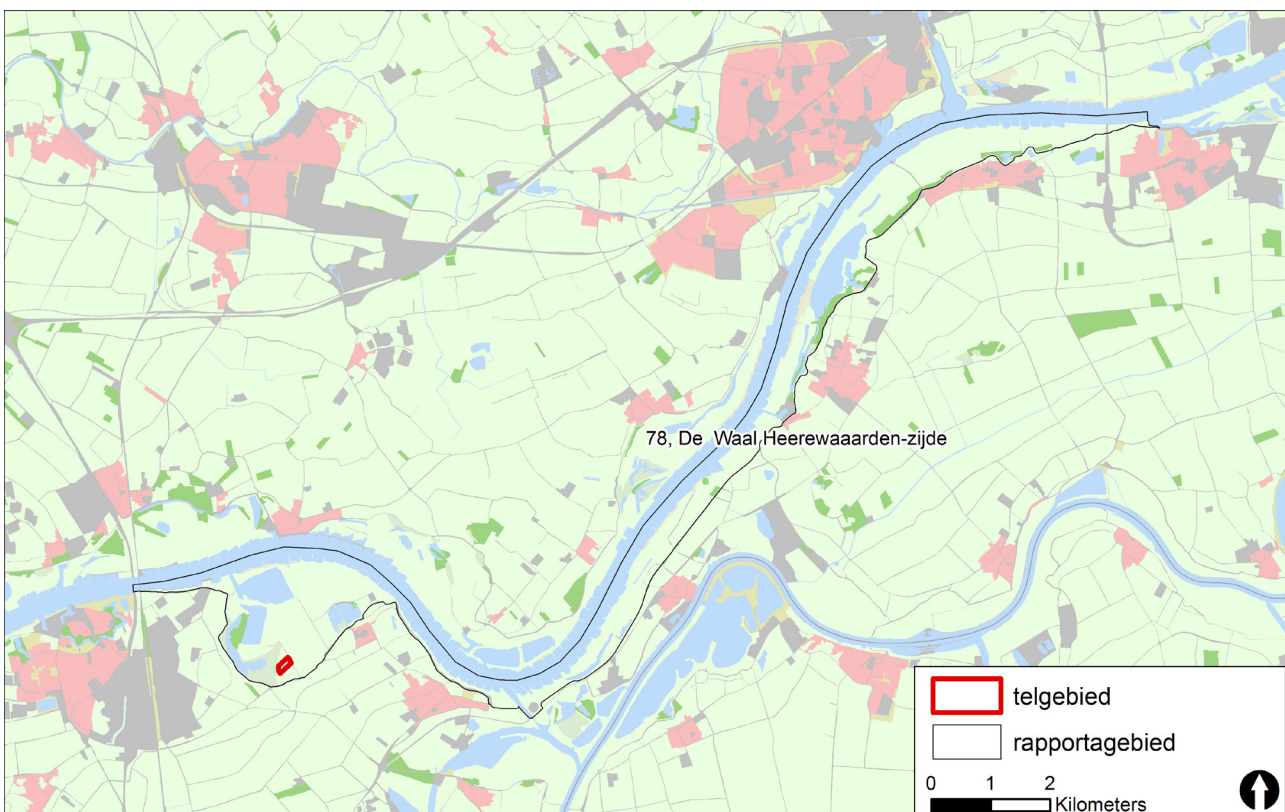 78, De Waal Heerewaaarden-zijde
telgebied
rapportagebied
0 1 2
Kilometers